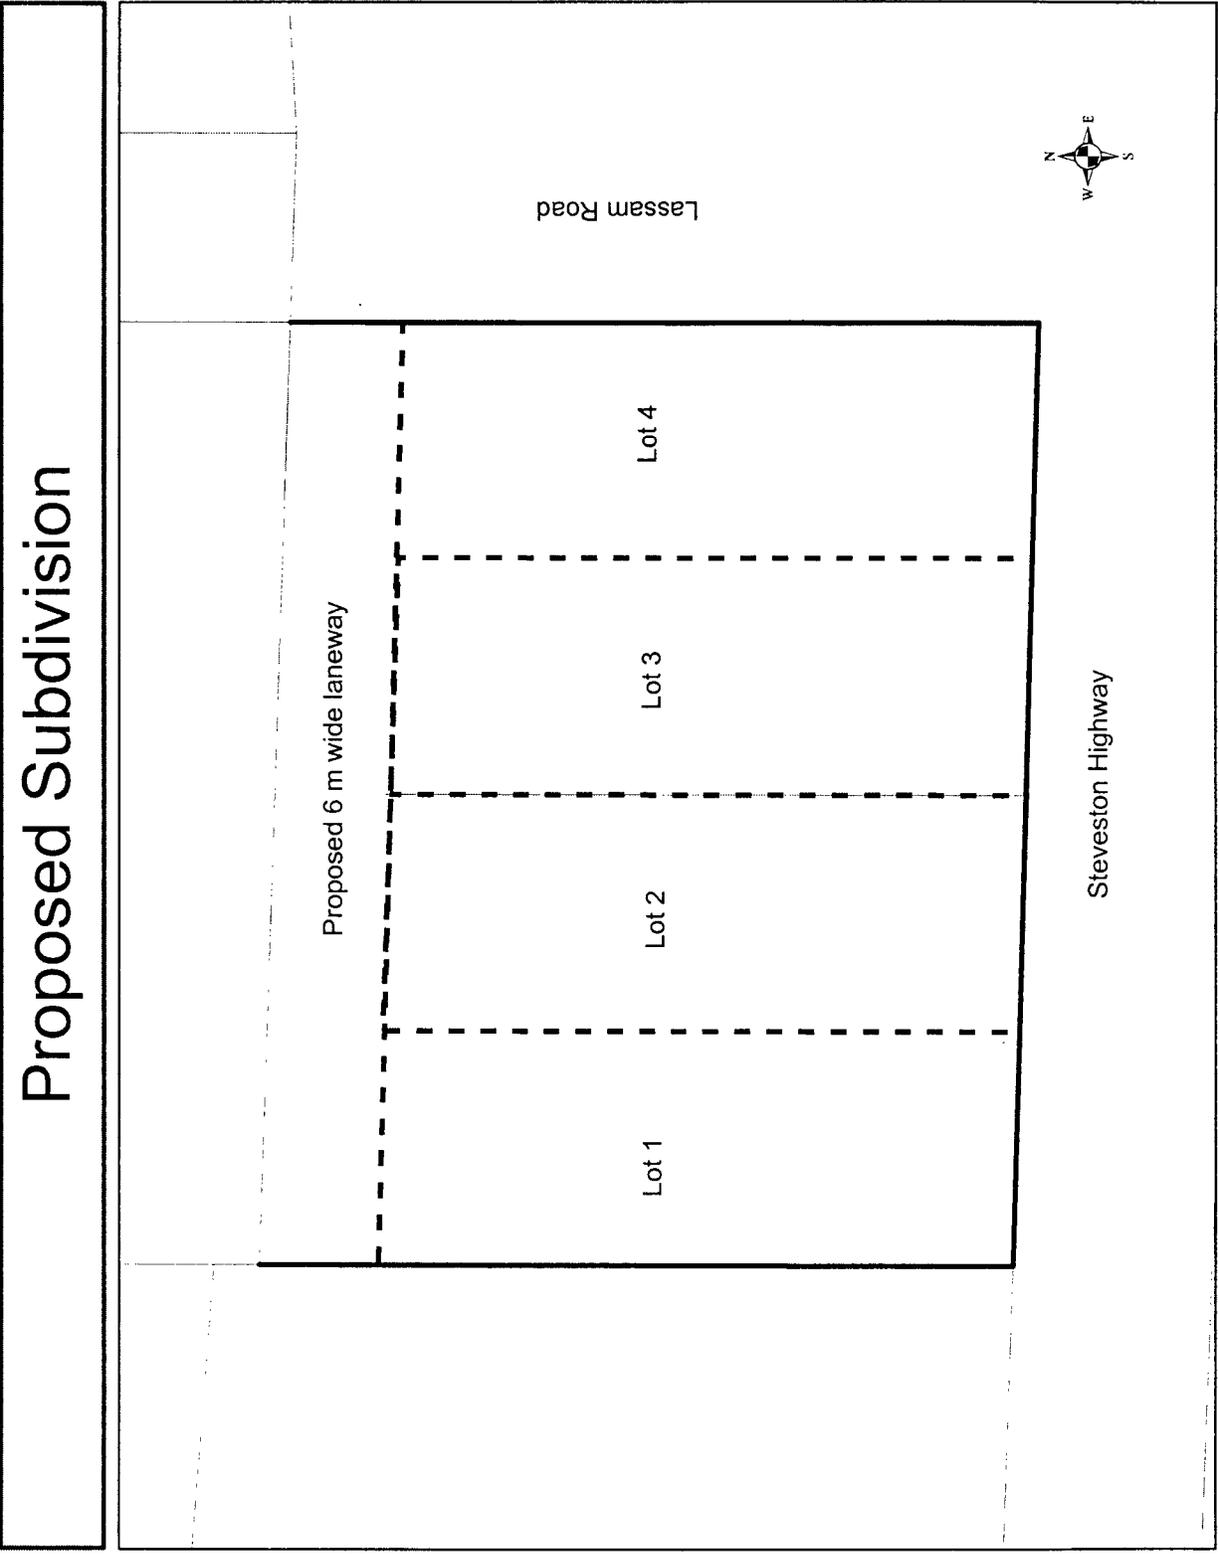 Proposed Subdivision
Proposed 6 m wide laneway
Lot 1
Lot 2
Lot 3
Lot 4
Lassam Road
Steveston Highway
N
W
E
S